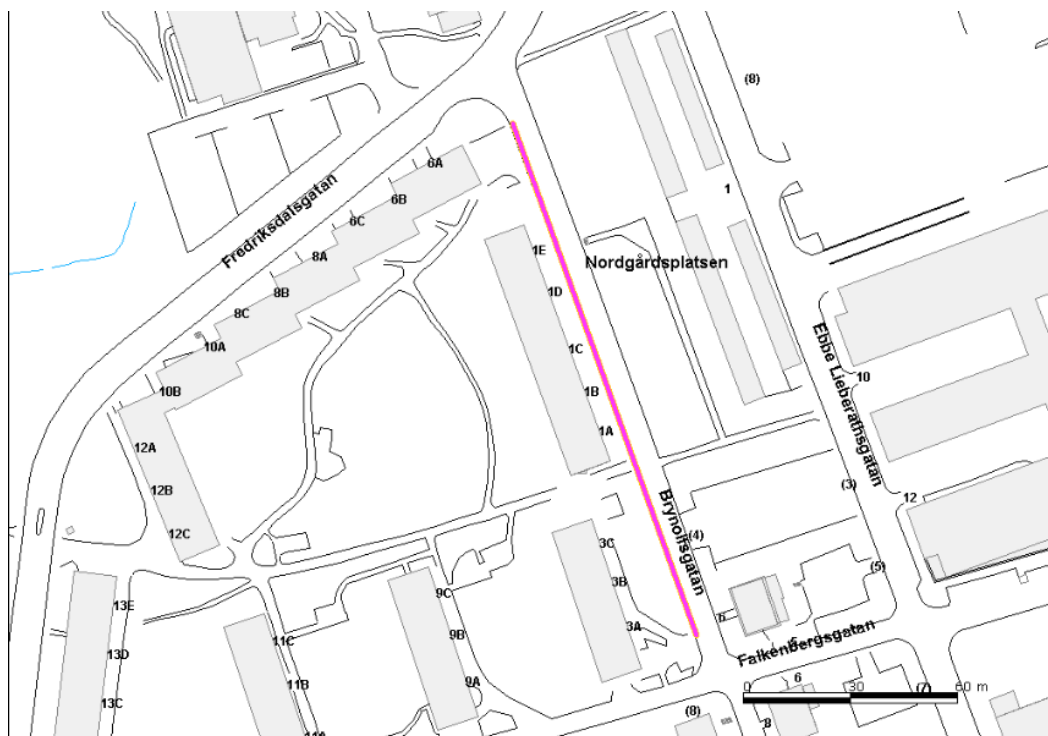 (8)
6A
6B
6C
8A
8B
8C
10A
10B
12A
12B
12C
Fredriksdalsgatan
1
Nordgårdsplatsen
1E
1D
1C
1B
1A
Ebbe Lieberathsgatan
10
12
(3)
(5)
Brynolfsgatan
(4)
3C
3B
3A
6
5
Falkenbergsgatan
13E
13D
13C
11C
11B
11A
9C
9B
9A
6
(7)
(8)
8
0 30 60 m